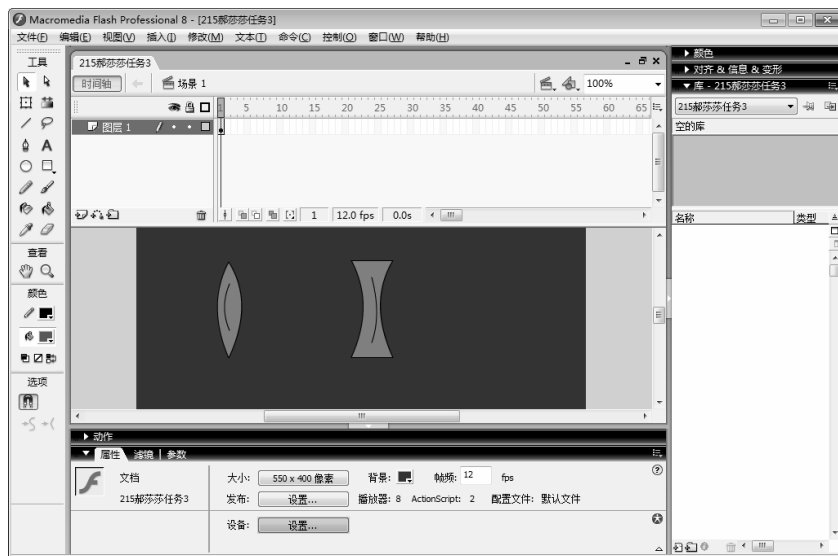 Macromedia Flash Professional 8 - [215郝莎莎任务3]
文件(F) 编辑(E) 视图(V) 插入(I) 修改(M) 文本(T) 命令(C) 控制(O) 窗口(W) 帮助(H)
工具
215郝莎莎任务3
时间轴 场景 1 100%
1 5 10 15 20 25 30 35 40 45 50 55 60 65
图层 1
1 12.0 fps 0.0s
查看
颜色
选项
颜色
对齐 & 信息 & 变形
库 - 215郝莎莎任务3
215郝莎莎任务3
空的库
名称 类型
动作
属性 滤镜 参数
文档
215郝莎莎任务3
大小: 550 x 400 像素 背景: 帧频: 12 fps
发布: 设置... 播放器: 8 ActionScript: 2 配置文件: 默认文件
设备: 设置...